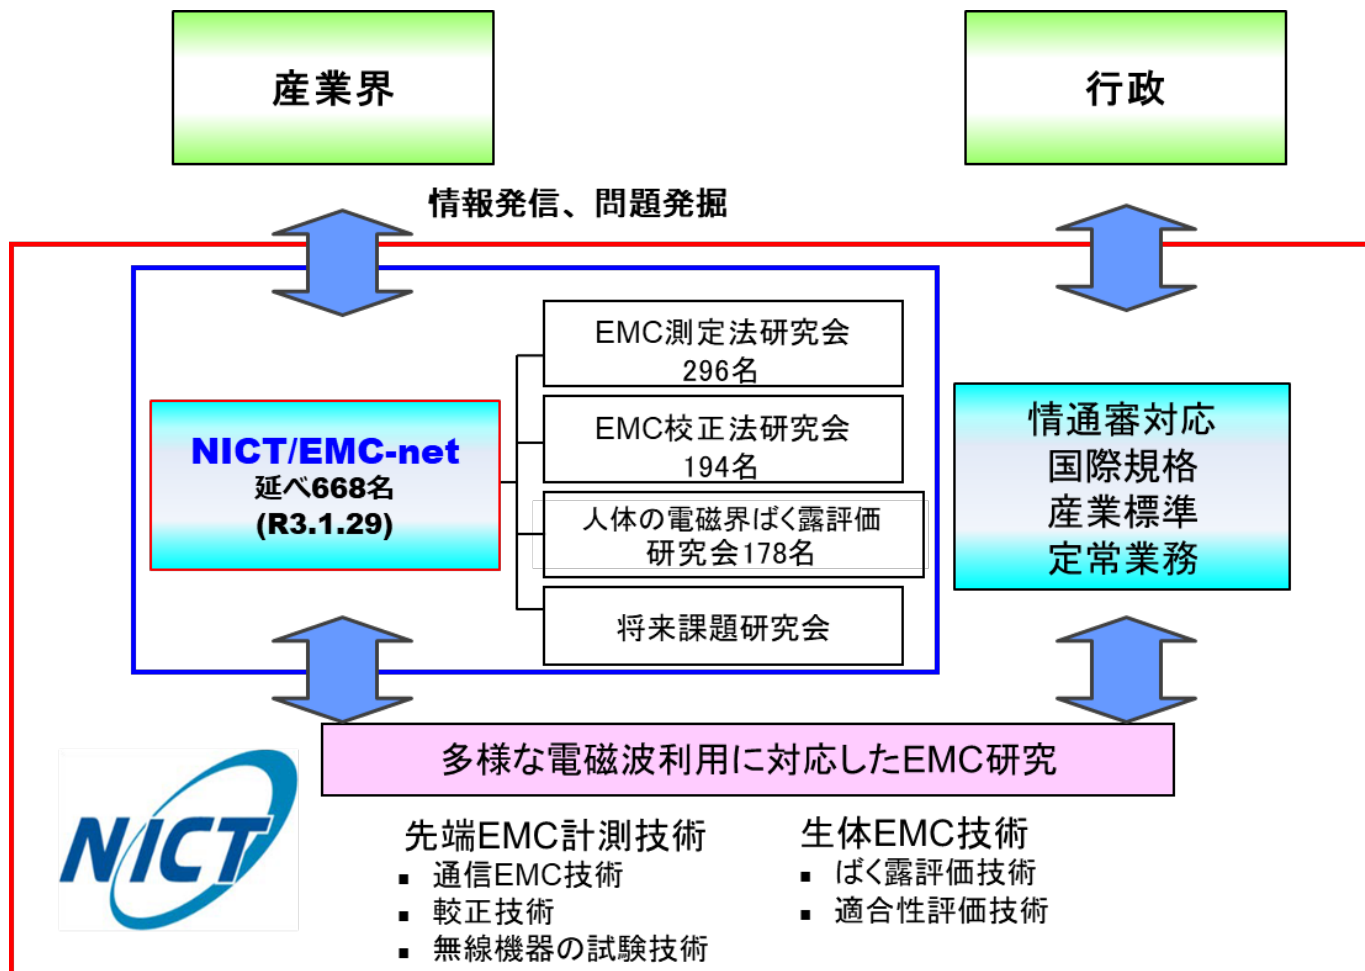 産業界
行政
情報発信、問題発掘
EMC測定法研究会
296名
EMC校正法研究会
194名
人体の電磁界ばく露評価
研究会178名
将来課題研究会
NICT/EMC-net
延べ668名
(R3.1.29)
情通審対応
国際規格
産業標準
定常業務
多様な電磁波利用に対応したEMC研究
NICT
先端EMC計測技術
▪ 通信EMC技術
▪ 較正技術
▪ 無線機器の試験技術
生体EMC技術
▪ ばく露評価技術
▪ 適合性評価技術